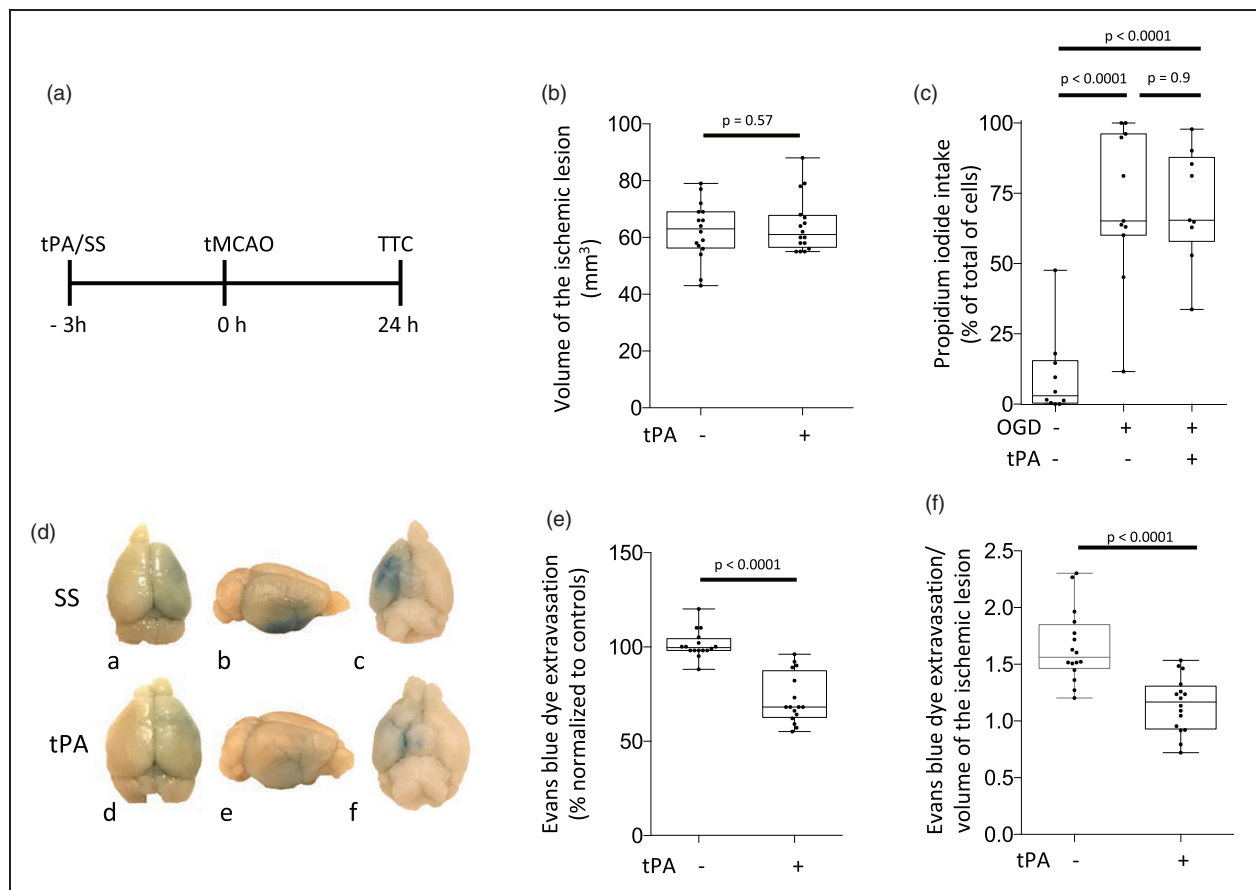 (a)
tPA/SS tMCAO TTC
- 3h 0 h 24 h
(b)
p = 0.57
Volume of the ischemic lesion
(mm³)
100
80
60
40
20
0
tPA - +
(c)
p < 0.0001
p < 0.0001 p = 0.9
Propidium iodide intake
(% of total of cells)
100
75
50
25
0
OGD - + +
tPA - - +
(d)
SS
a b c
tPA
d e f
(e)
p < 0.0001
Evans blue dye extravasation
(% normalized to controls)
150
100
50
0
tPA - +
(f)
p < 0.0001
Evans blue dye extravasation/
volume of the ischemic lesion
2.5
2.0
1.5
1.0
0.5
0.0
tPA - +